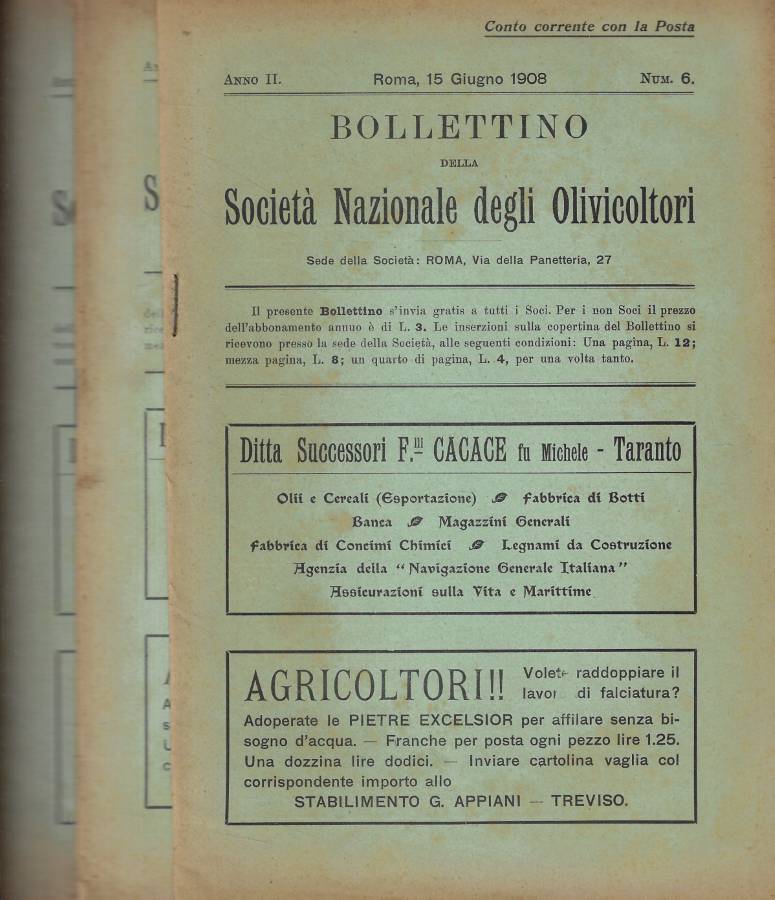 Conto corrente con la Posta
Anno II. Roma, 15 Giugno 1908 Num. 6.
BOLLETTINO
DELLA
Società Nazionale degli Olivicoltori
Sede della Società: ROMA, Via della Panetteria, 27
Il presente Bollettino s'invia gratis a tutti i Soci. Per i non Soci il prezzo
dell'abbonamento annuo è di L. 3. Le inserzioni sulla copertina del Bollettino si
ricevono presso la sede della Società, alle seguenti condizioni: Una pagina, L. 12;
mezza pagina, L. 8; un quarto di pagina, L. 4, per una volta tanto.
Ditta Successori F.lli CACACE fu Michele - Taranto
Olii e Cereali (Esportazione) Fabbrica di Botti
Banca Magazzini Generali
Fabbrica di Concimi Chimici Legnami da Costruzione
Agenzia della "Navigazione Generale Italiana"
Assicurazioni sulla Vita e Marittime
AGRICOLTORI!! Volete raddoppiare il
lavor di falciatura?
Adoperate le PIETRE EXCELSIOR per affilare senza bi-
sogno d'acqua. — Franche per posta ogni pezzo lire 1.25.
Una dozzina lire dodici. — Inviare cartolina vaglia col
corrispondente importo allo
STABILIMENTO G. APPIANI — TREVISO.